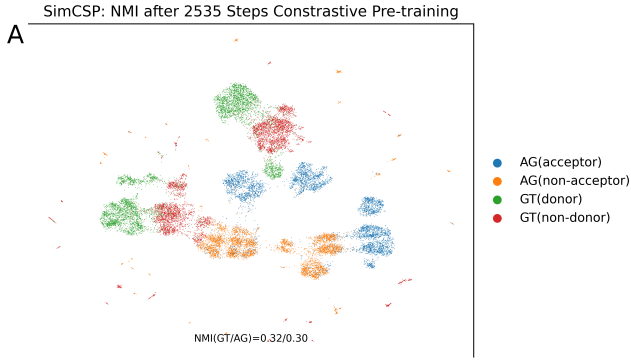 SimCSP: NMI after 2535 Steps Constrastive Pre-training
A
AG(acceptor)
AG(non-acceptor)
GT(donor)
GT(non-donor)
NMI(GT/AG)=0.32/0.30